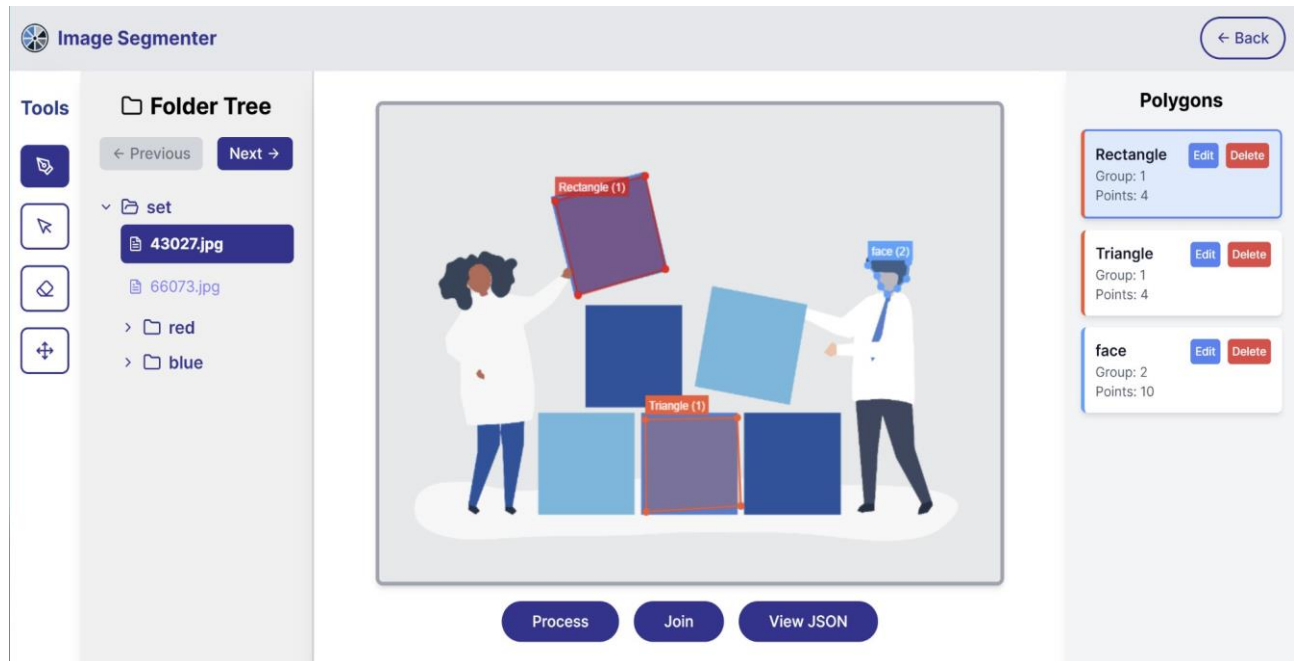 Image Segmenter
← Back
Tools
Folder Tree
← Previous
Next →
set
43027.jpg
66073.jpg
red
blue
Rectangle (1)
face (2)
Triangle (1)
Process
Join
View JSON
Polygons
Rectangle
Edit
Delete
Group: 1
Points: 4
Triangle
Edit
Delete
Group: 1
Points: 4
face
Edit
Delete
Group: 2
Points: 10